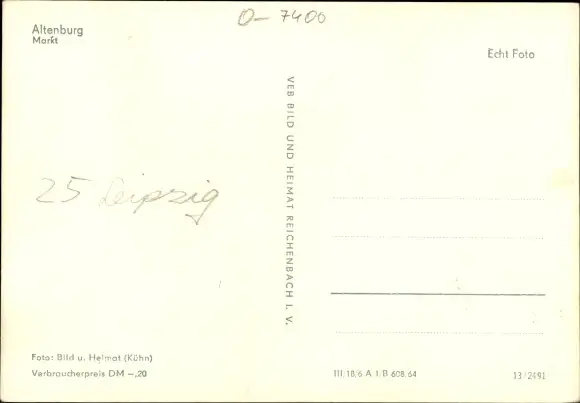 O-7400
Altenburg
Markt
Echt Foto
VEB BILD UND HEIMAT REICHENBACH I. V.
25 Leipzig
Foto: Bild u. Heimat (Kühn)
Verbraucherpreis DM -,20
III/18/6 A 1/B 608/64
13/2491